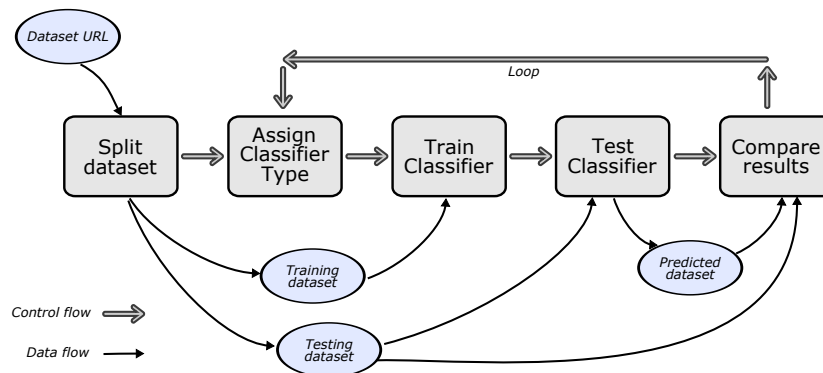 Dataset URL
Loop
Split
dataset
Assign
Classifier
Type
Train
Classifier
Test
Classifier
Compare
results
Training
dataset
Predicted
dataset
Control flow
Testing
dataset
Data flow